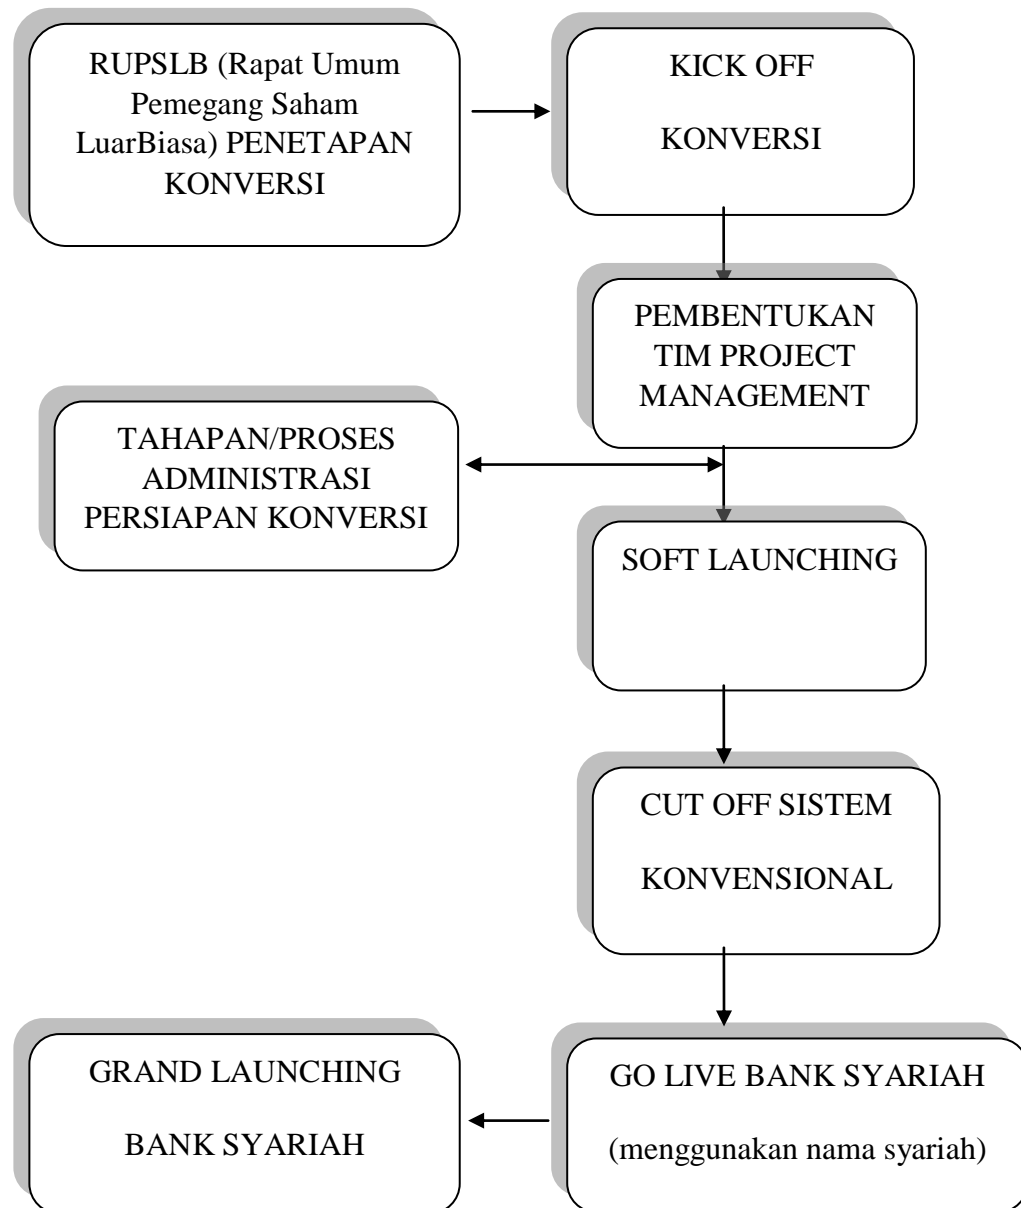 RUPSLB (Rapat Umum
Pemegang Saham
LuarBiasa) PENETAPAN
KONVERSI
KICK OFF
KONVERSI
PEMBENTUKAN
TIM PROJECT
MANAGEMENT
TAHAPAN/PROSES
ADMINISTRASI
PERSIAPAN KONVERSI
SOFT LAUNCHING
CUT OFF SISTEM
KONVENSIONAL
GO LIVE BANK SYARIAH
(menggunakan nama syariah)
GRAND LAUNCHING
BANK SYARIAH